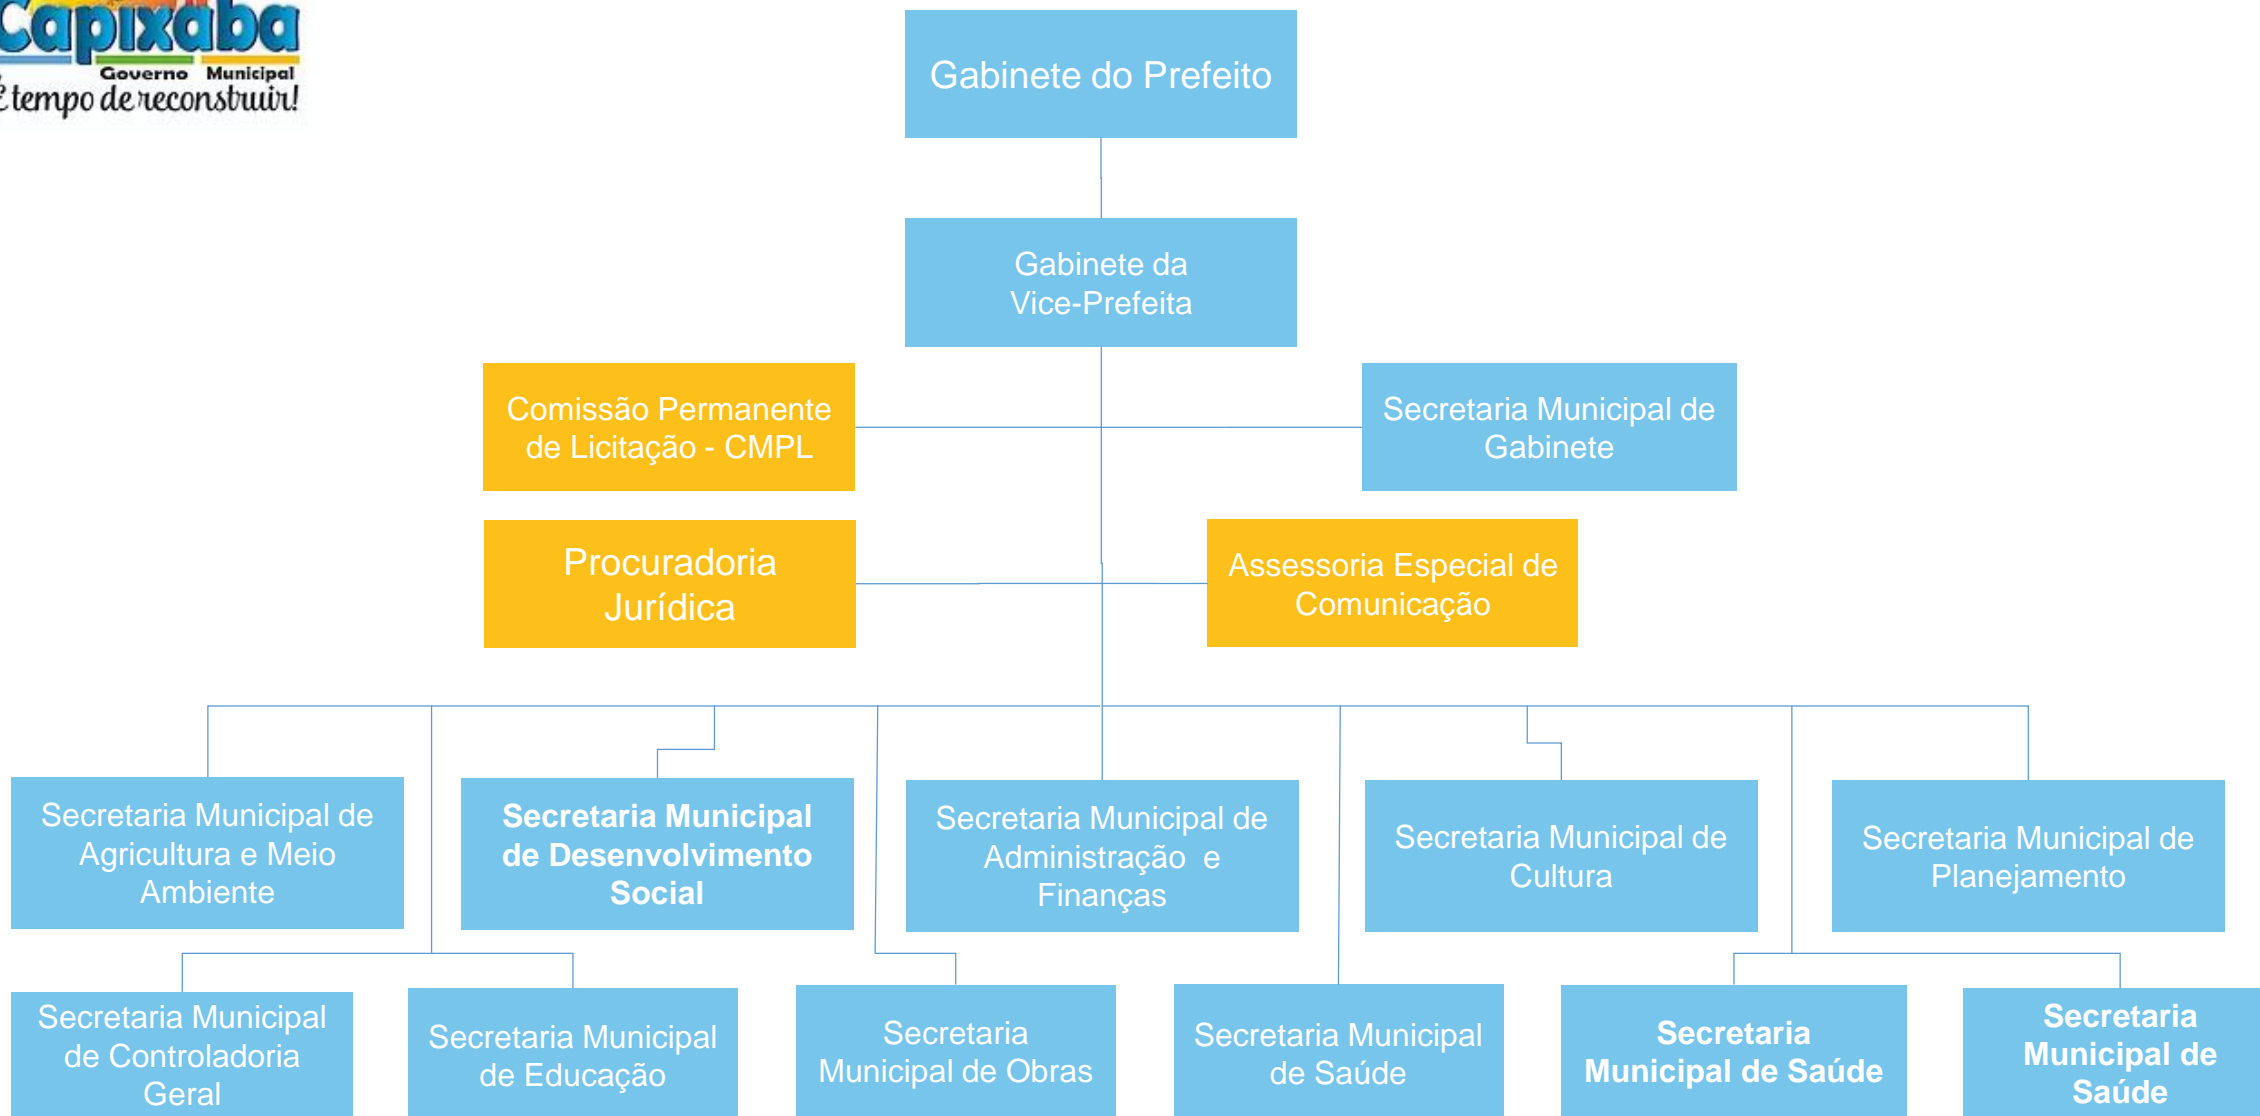 Capixaba
Governo Municipal
É tempo de reconstruir!
Gabinete do Prefeito
Gabinete da
Vice-Prefeita
Comissão Permanente
de Licitação - CMPL
Secretaria Municipal de
Gabinete
Procuradoria
Jurídica
Assessoria Especial de
Comunicação
Secretaria Municipal de
Agricultura e Meio
Ambiente
Secretaria Municipal
de Desenvolvimento
Social
Secretaria Municipal de
Administração e
Finanças
Secretaria Municipal de
Cultura
Secretaria Municipal de
Planejamento
Secretaria Municipal
de Controladoria
Geral
Secretaria Municipal
de Educação
Secretaria
Municipal de Obras
Secretaria Municipal
de Saúde
Secretaria
Municipal de Saúde
Secretaria
Municipal de
Saúde